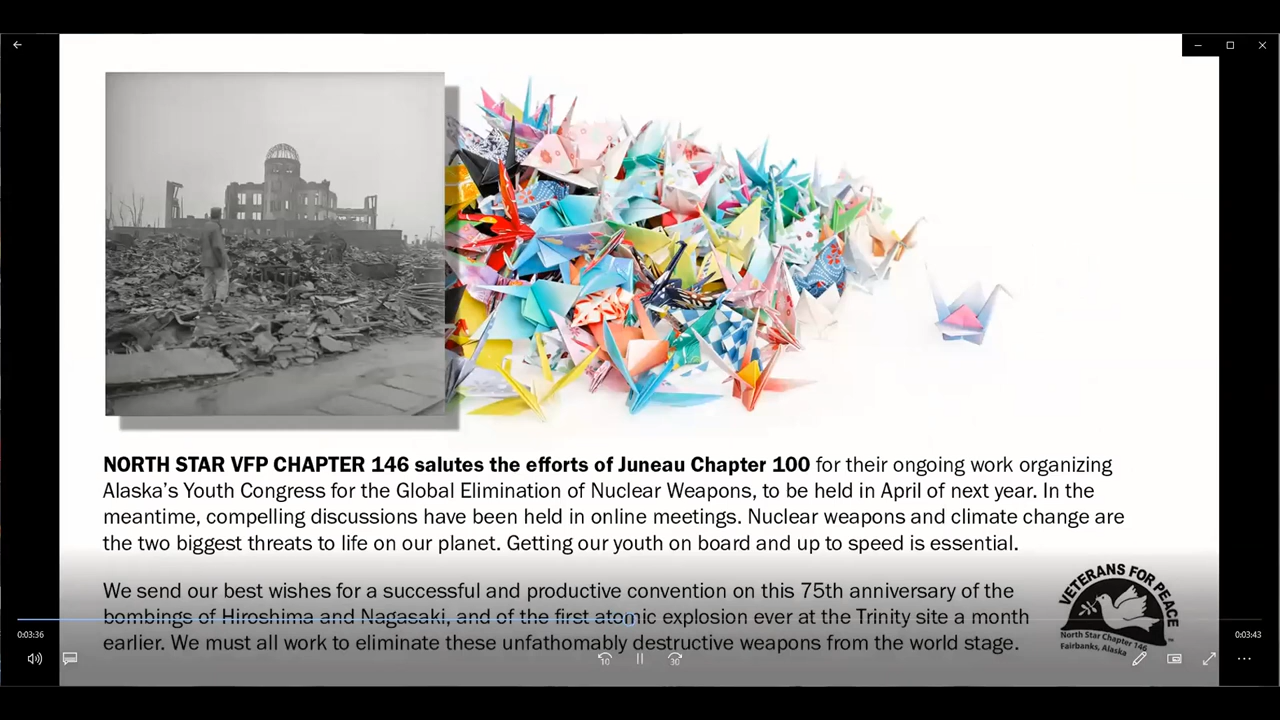 NORTH STAR VFP CHAPTER 146 salutes the efforts of Juneau Chapter 100 for their ongoing work organizing
Alaska’s Youth Congress for the Global Elimination of Nuclear Weapons, to be held in April of next year. In the
meantime, compelling discussions have been held in online meetings. Nuclear weapons and climate change are
the two biggest threats to life on our planet. Getting our youth on board and up to speed is essential.
We send our best wishes for a successful and productive convention on this 75th anniversary of the
bombings of Hiroshima and Nagasaki, and of the first atomic explosion ever at the Trinity site a month
earlier. We must all work to eliminate these unfathomably destructive weapons from the world stage.
VETERANS FOR PEACE
TM
North Star Chapter 146
Fairbanks, Alaska
0:03:36
0:03:43
10
30